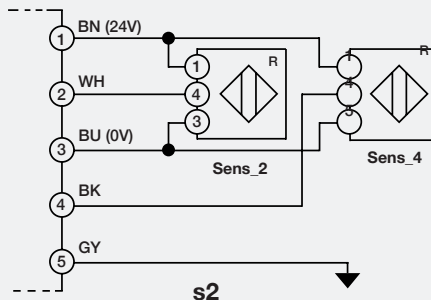 1 BN (24V)
R
1
1
2 WH
4
4
3 BU (0V)
3
R
Sens_2
Sens_4
4 BK
5 GY
s2